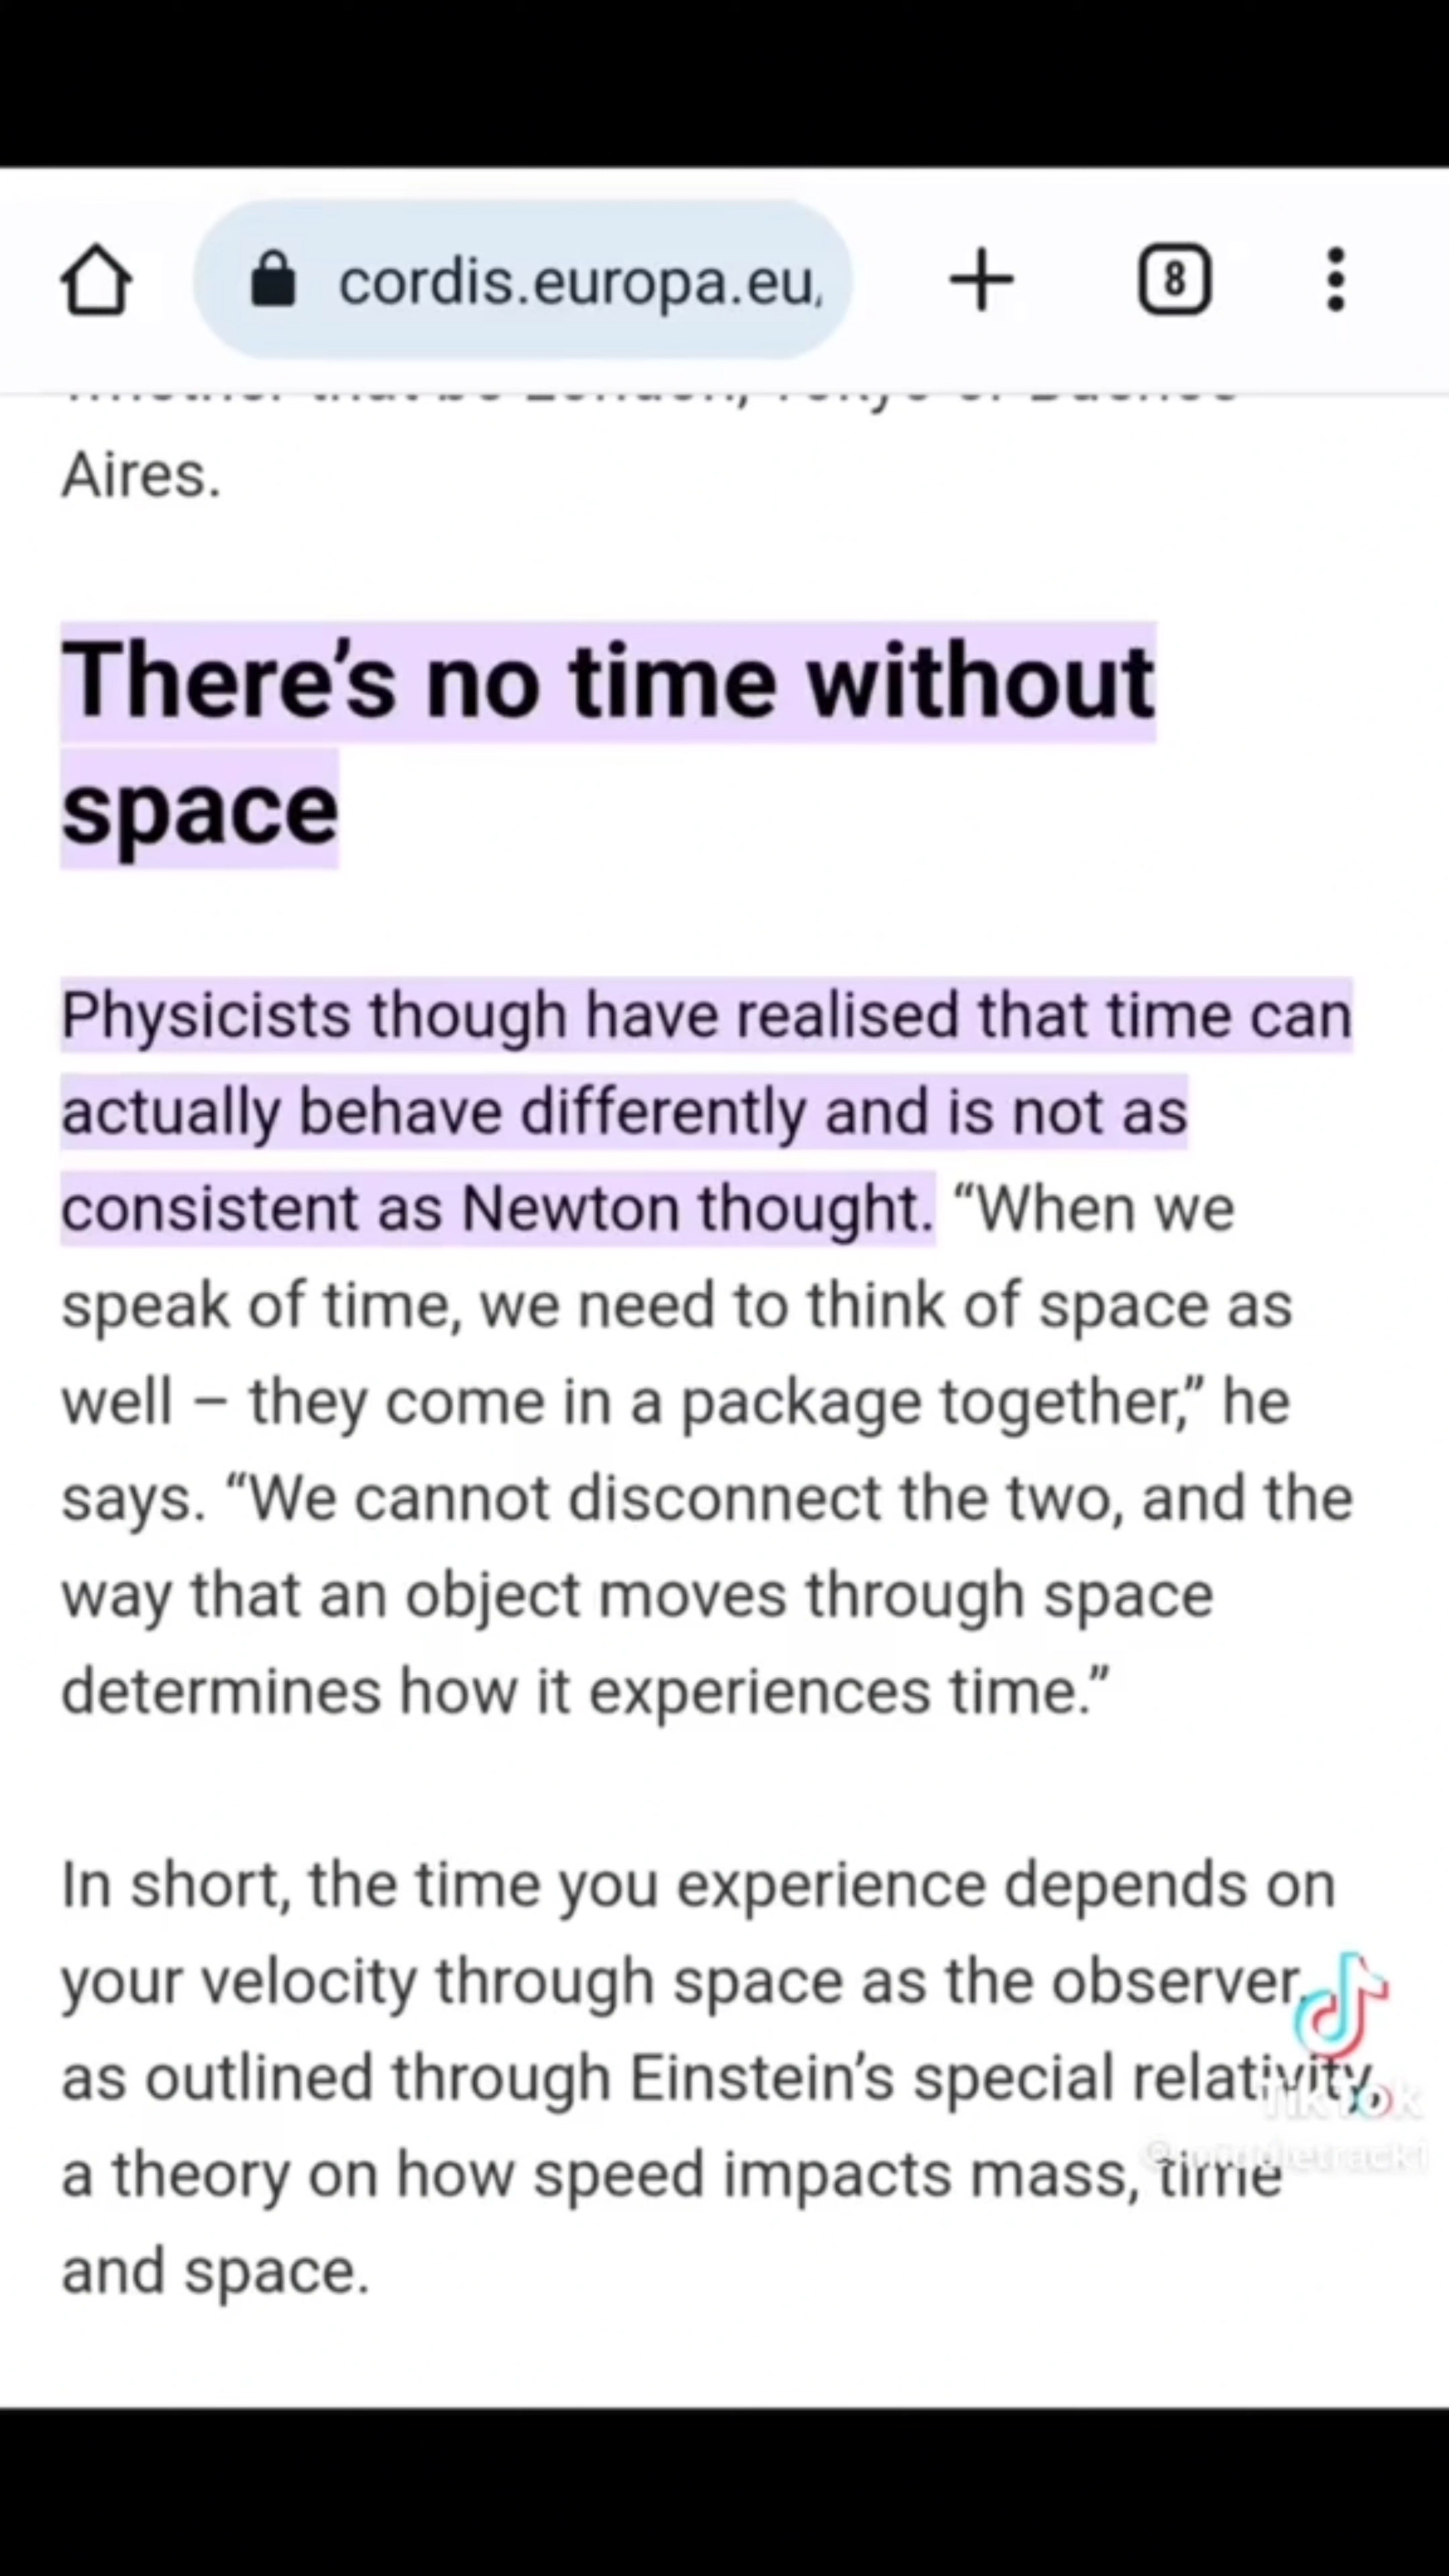 cordis.europa.eu,
8
Aires.
There's no time without
space
Physicists though have realised that time can
actually behave differently and is not as
consistent as Newton thought. “When we
speak of time, we need to think of space as
well – they come in a package together,” he
says. “We cannot disconnect the two, and the
way that an object moves through space
determines how it experiences time.”
In short, the time you experience depends on
your velocity through space as the observer,
as outlined through Einstein's special relativity,
TikTok
a theory on how speed impacts mass, time
and space.